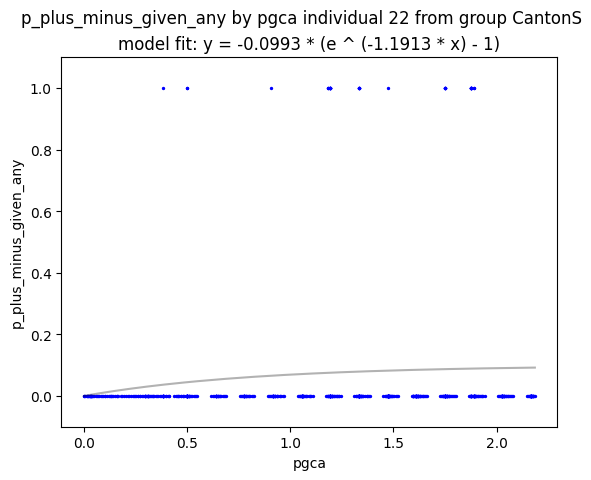 p_plus_minus_given_any by pgca individual 22 from group CantonS
model fit: y = -0.0993 * (e ^ (-1.1913 * x) - 1)
1.0
0.8
0.6
0.4
0.2
0.0
p_plus_minus_given_any
0.0 0.5 1.0 1.5 2.0
pgca